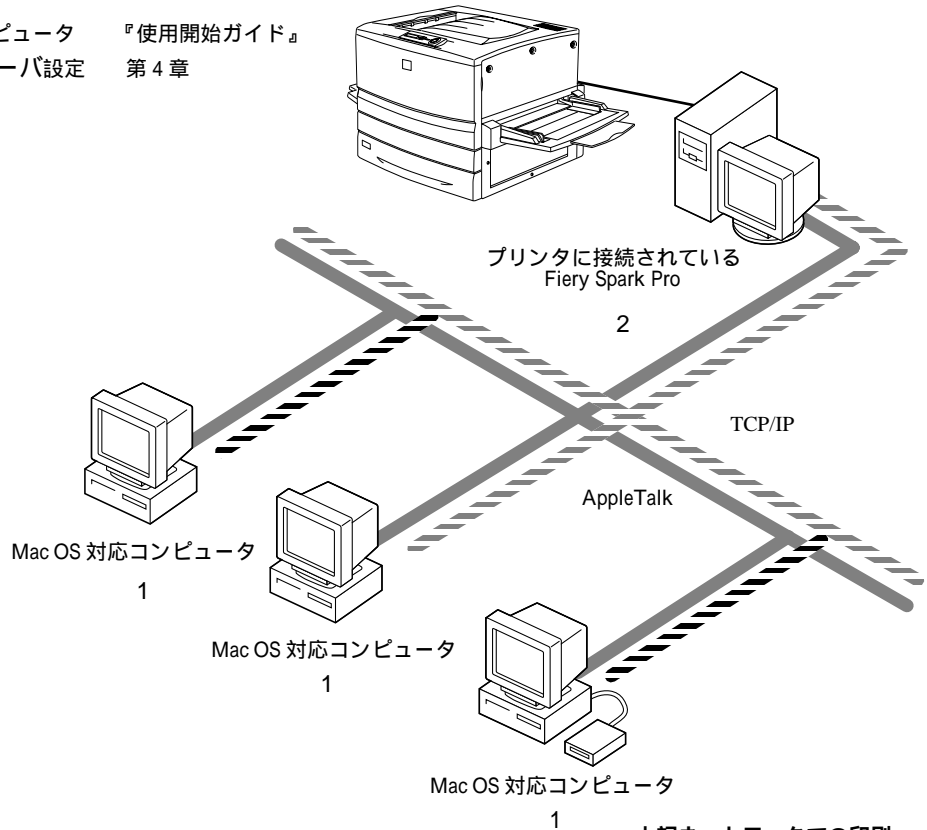 ピュータ 『使用開始ガイド』
ーバ設定 第4章
プリンタに接続されている
Fiery Spark Pro
2
TCP/IP
AppleTalk
Mac OS 対応コンピュータ
1
Mac OS 対応コンピュータ
1
Mac OS 対応コンピュータ
1